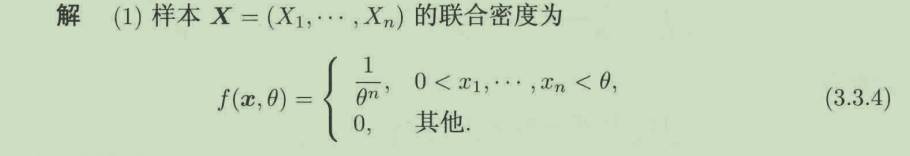 解 (1) 样本 X = (X₁, ⋯ , Xₙ) 的联合密度为
f(x, θ) = { 1/θⁿ, 0 < x₁, ⋯ , xₙ < θ,
0, 其他.
(3.3.4)